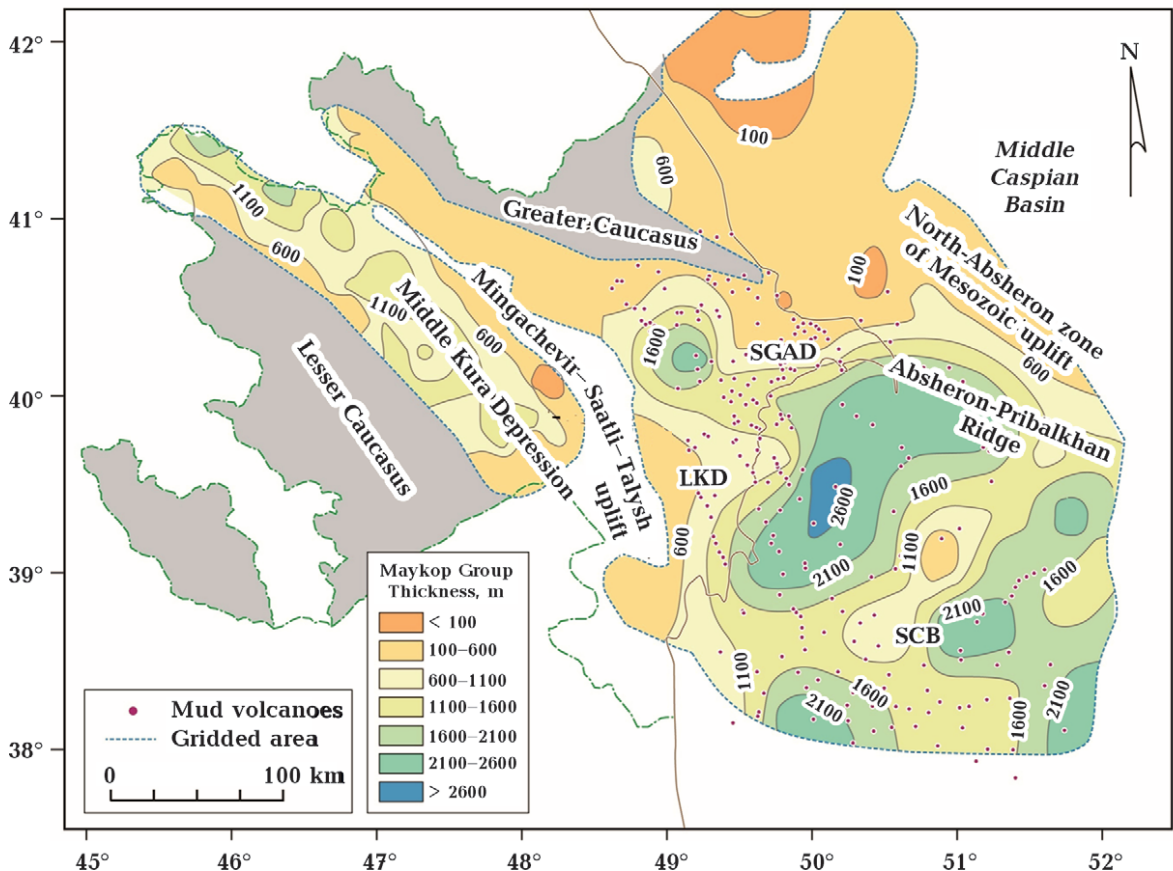 42°
41°
40°
39°
38°
45°
46°
47°
48°
49°
50°
51°
52°
N
Middle
Caspian
Basin
100
600
Greater Caucasus
North-Absheron zone
of Mesozoic uplift
100
600
1100
600
1100
Middle Kura Depression
Mingachevir–Saatli–Talysh
uplift
600
Lesser Caucasus
1600
SGAD
Absheron-Pribalkhan
Ridge
LKD
2600
1600
600
2100
1100
1600
2100
SCB
1100
2100
1600
1600
2100
Maykop Group
Thickness, m
< 100
100–600
600–1100
1100–1600
1600–2100
2100–2600
> 2600
Mud volcanoes
Gridded area
0 100 km